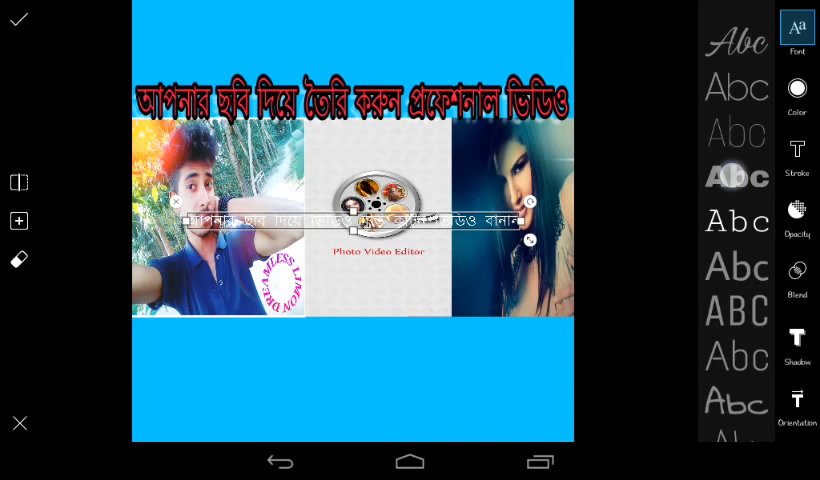 আপনার ছবি দিয়ে তৈরি করুন প্রফেশনাল ভিডিও
Photo Video Editor
DREAMLESS LIMON
Aa
Font
Color
Stroke
Opacity
Blend
Shadow
Orientation
Abc
Abc
Abc
Abc
Abc
Abc
ABC
Abc
Abc